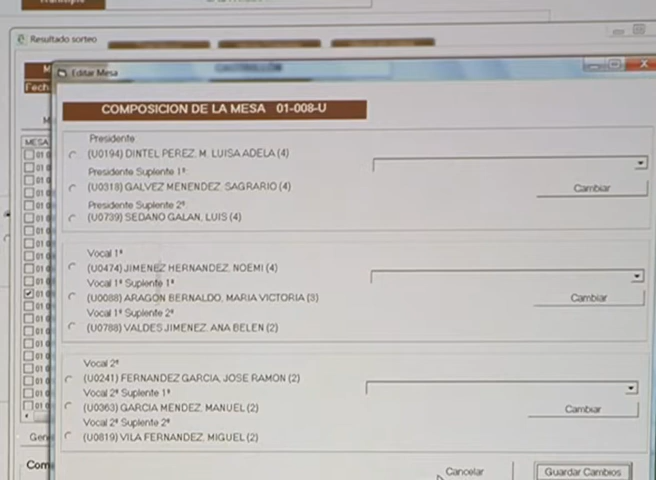 Resultado sorteo
Editar Mesa
Fech
COMPOSICION DE LA MESA 01-008-U
MESA
Presidente
(U0194) DINTEL PEREZ, M. LUISA ADELA (4)
Presidente Suplente 1º
(U0318) GALVEZ MENENDEZ, SAGRARIO (4)
Cambiar
Presidente Suplente 2º
(U0739) SEDANO GALAN, LUIS (4)
Vocal 1º
(U0474) JIMENEZ HERNANDEZ, NOEMI (4)
Vocal 1º Suplente 1º
(U0088) ARAGON BERNALDO, MARIA VICTORIA (3)
Cambiar
Vocal 1º Suplente 2º
(U0788) VALDES JIMENEZ, ANA BELEN (2)
Vocal 2º
(U0241) FERNANDEZ GARCIA, JOSE RAMON (2)
Vocal 2º Suplente 1º
(U0363) GARCIA MENDEZ, MANUEL (2)
Cambiar
Vocal 2º Suplente 2º
(U0819) VILA FERNANDEZ, MIGUEL (2)
Gene
Com
Cancelar
Guardar Cambios